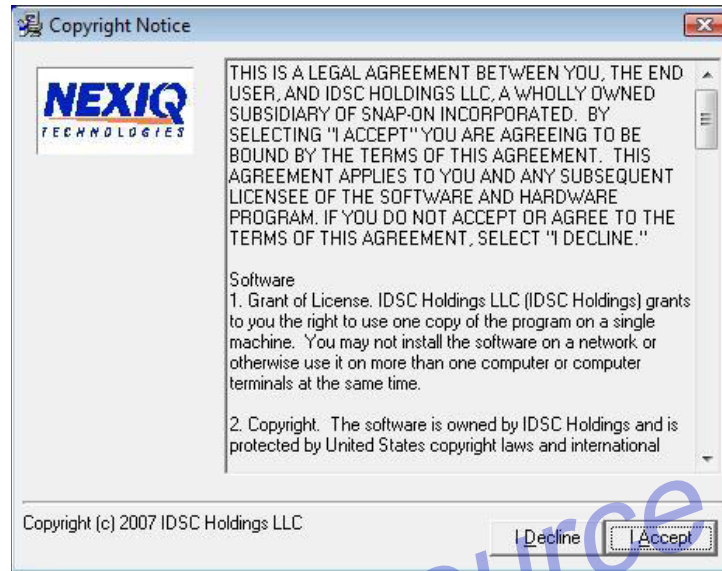 Copyright Notice
NEXIQ
TECHNOLOGIES
THIS IS A LEGAL AGREEMENT BETWEEN YOU, THE END
USER, AND IDSC HOLDINGS LLC, A WHOLLY OWNED
SUBSIDIARY OF SNAP-ON INCORPORATED. BY
SELECTING "I ACCEPT" YOU ARE AGREEING TO BE
BOUND BY THE TERMS OF THIS AGREEMENT. THIS
AGREEMENT APPLIES TO YOU AND ANY SUBSEQUENT
LICENSEE OF THE SOFTWARE AND HARDWARE
PROGRAM. IF YOU DO NOT ACCEPT OR AGREE TO THE
TERMS OF THIS AGREEMENT, SELECT "I DECLINE."
Software
1. Grant of License. IDSC Holdings LLC (IDSC Holdings) grants
to you the right to use one copy of the program on a single
machine. You may not install the software on a network or
otherwise use it on more than one computer or computer
terminals at the same time.
2. Copyright. The software is owned by IDSC Holdings and is
protected by United States copyright laws and international
Copyright (c) 2007 IDSC Holdings LLC
I Decline
I Accept